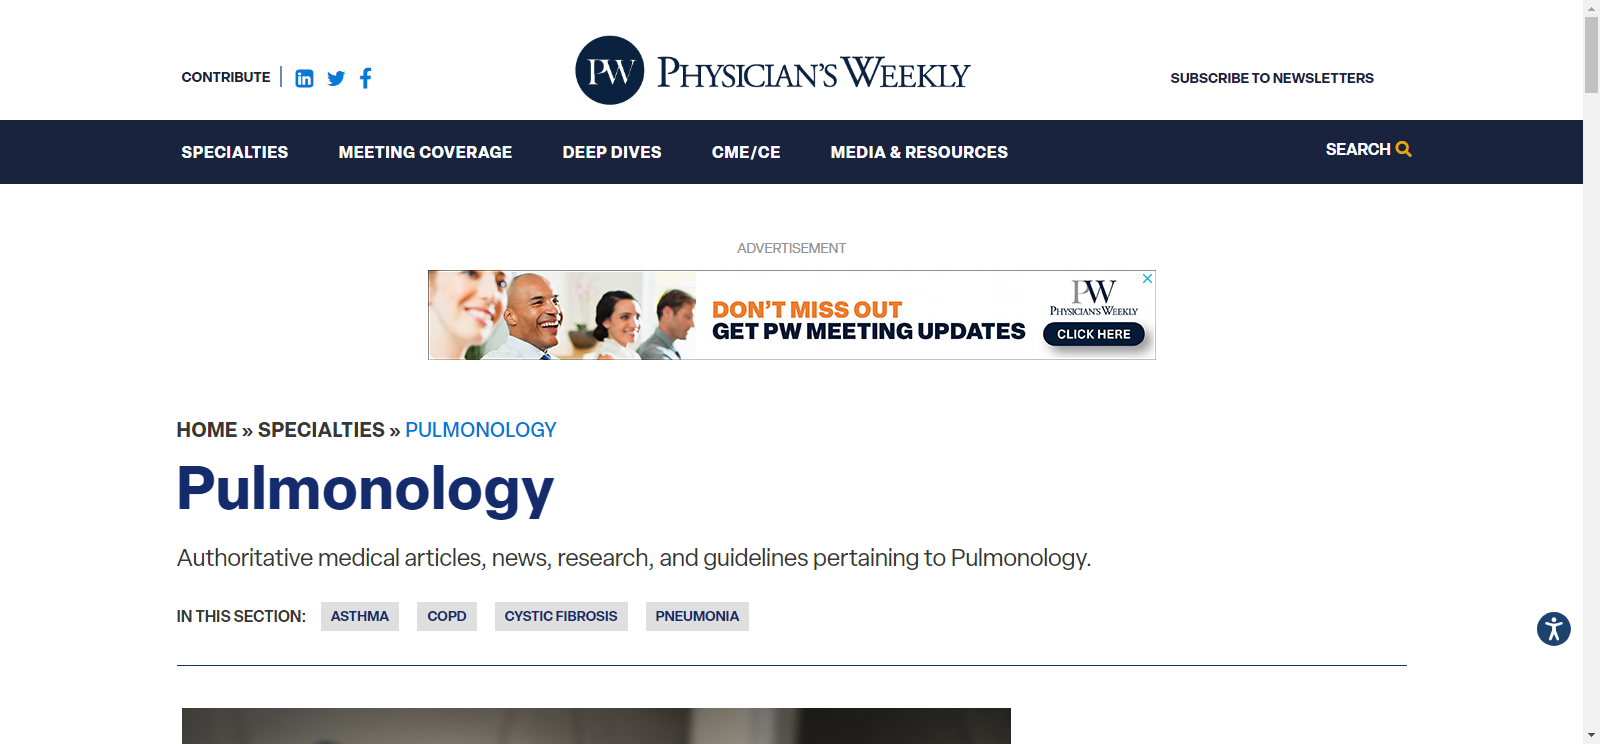 CONTRIBUTE
PW PHYSICIAN'S WEEKLY
SUBSCRIBE TO NEWSLETTERS
SPECIALTIES MEETING COVERAGE DEEP DIVES CME/CE MEDIA & RESOURCES SEARCH
ADVERTISEMENT
DON'T MISS OUT
GET PW MEETING UPDATES
PW
PHYSICIAN'S WEEKLY
CLICK HERE
HOME » SPECIALTIES » PULMONOLOGY
Pulmonology
Authoritative medical articles, news, research, and guidelines pertaining to Pulmonology.
IN THIS SECTION: ASTHMA COPD CYSTIC FIBROSIS PNEUMONIA